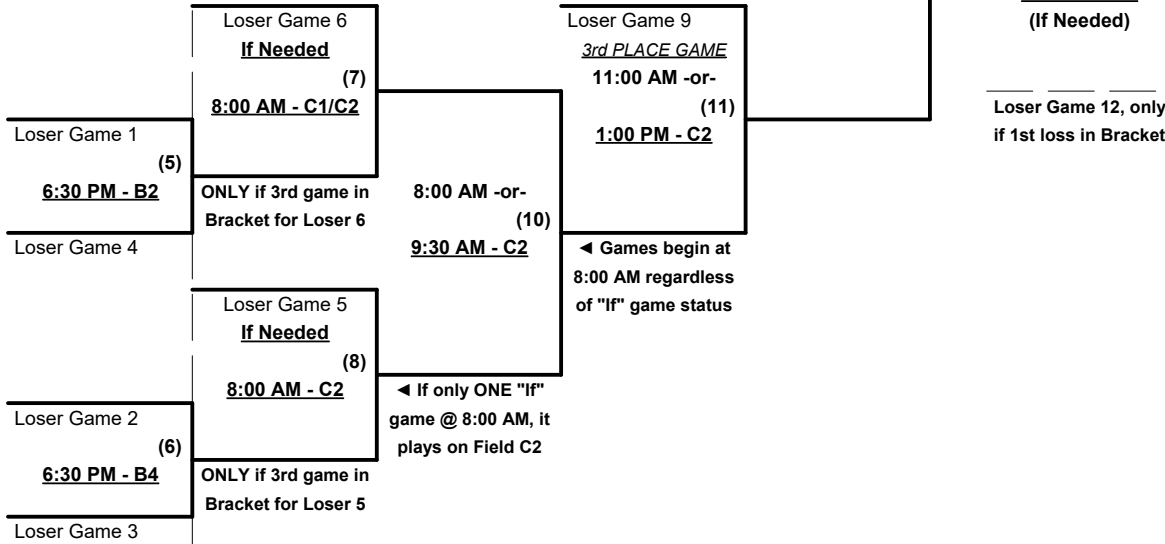 Loser Game 6
If Needed
(7)
8:00 AM - C1/C2
Loser Game 1
(5)
6:30 PM - B2
Loser Game 4
ONLY if 3rd game in
Bracket for Loser 6
Loser Game 5
If Needed
(8)
8:00 AM - C2
Loser Game 2
(6)
6:30 PM - B4
Loser Game 3
ONLY if 3rd game in
Bracket for Loser 5
8:00 AM -or-
(10)
9:30 AM - C2
◄ If only ONE "If"
game @ 8:00 AM, it
plays on Field C2
Loser Game 9
3rd PLACE GAME
11:00 AM -or-
(11)
1:00 PM - C2
◄ Games begin at
8:00 AM regardless
of "If" game status
(If Needed)
Loser Game 12, only
if 1st loss in Bracket